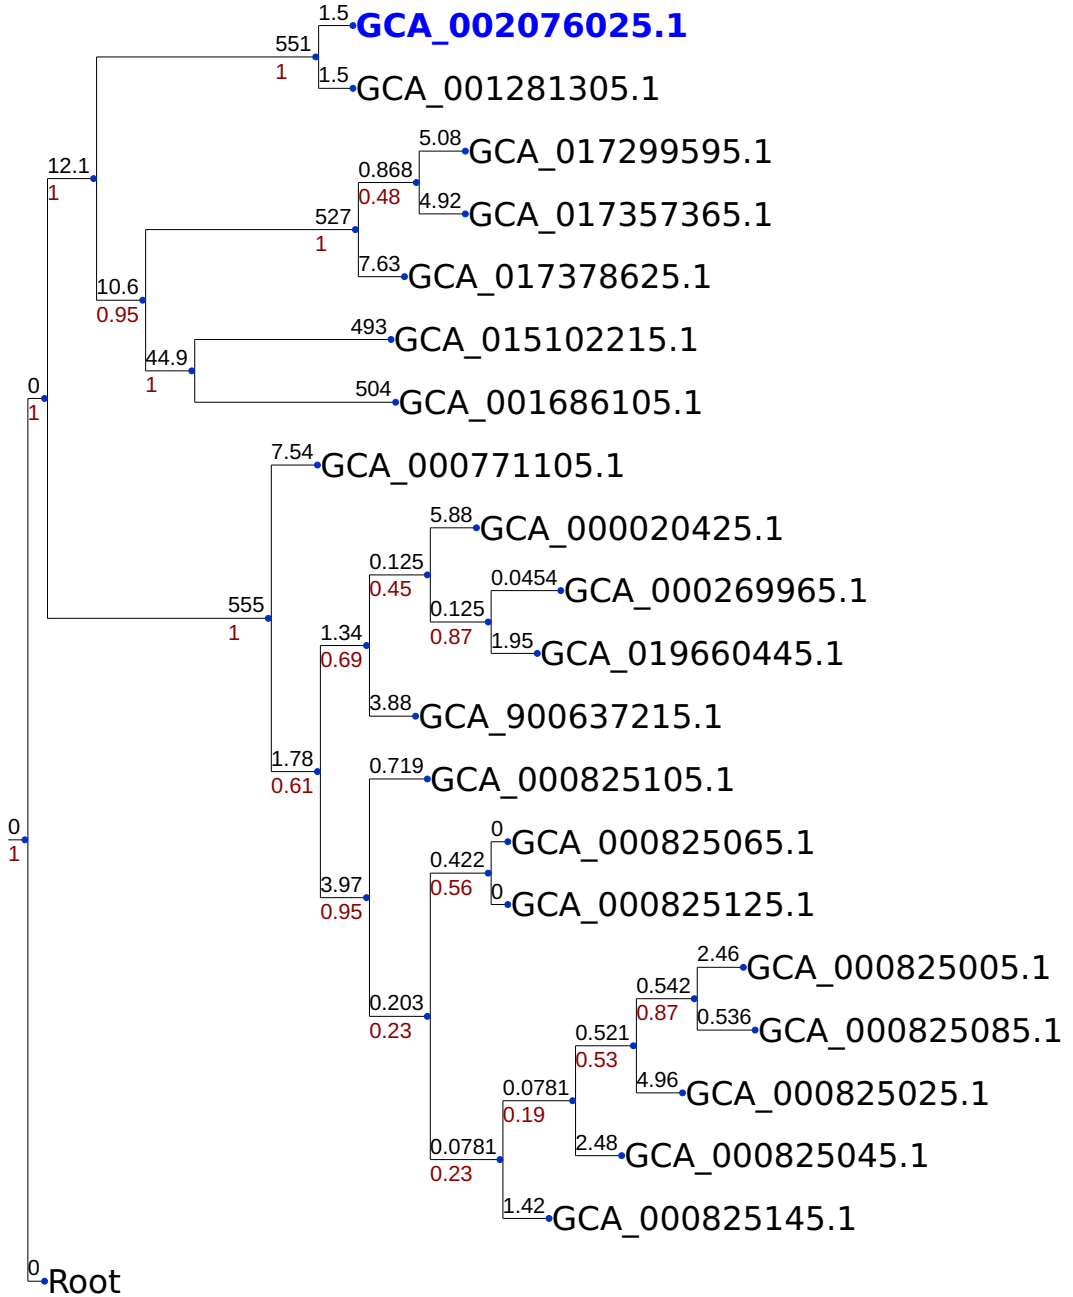 1.5
GCA_002076025.1
551
1
1.5
GCA_001281305.1
5.08
GCA_017299595.1
12.1
1
0.868
0.48
4.92
GCA_017357365.1
527
1
7.63
GCA_017378625.1
10.6
0.95
493
GCA_015102215.1
44.9
1
0
1
504
GCA_001686105.1
7.54
GCA_000771105.1
5.88
GCA_000020425.1
0.125
0.45
0.0454
GCA_000269965.1
555
1
0.125
0.87
1.34
0.69
1.95
GCA_019660445.1
3.88
GCA_900637215.1
1.78
0.61
0.719
GCA_000825105.1
0
1
0
GCA_000825065.1
0.422
0.56
3.97
0.95
0
GCA_000825125.1
2.46
GCA_000825005.1
0.542
0.87
0.203
0.23
0.536
GCA_000825085.1
0.521
0.53
4.96
GCA_000825025.1
0.0781
0.19
2.48
GCA_000825045.1
0.0781
0.23
1.42
GCA_000825145.1
0
Root